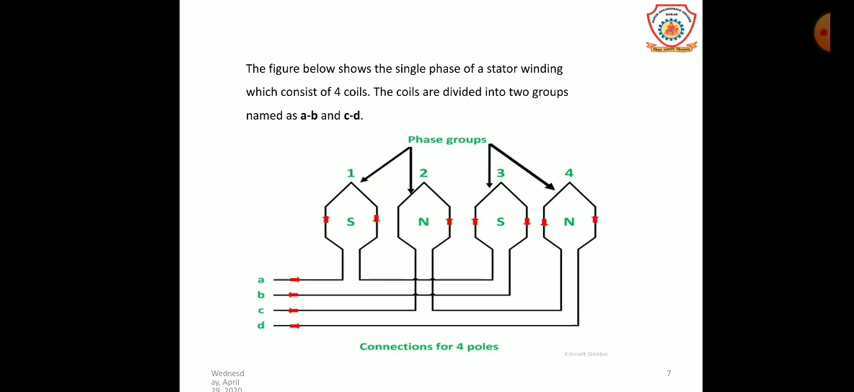 The figure below shows the single phase of a stator winding
which consist of 4 coils. The coils are divided into two groups
named as a-b and c-d.
Phase groups
1 2 3 4
S N S N
a
b
c
d
Connections for 4 poles
Circuit Globe
Wednesd
ay, April
29, 2020
7